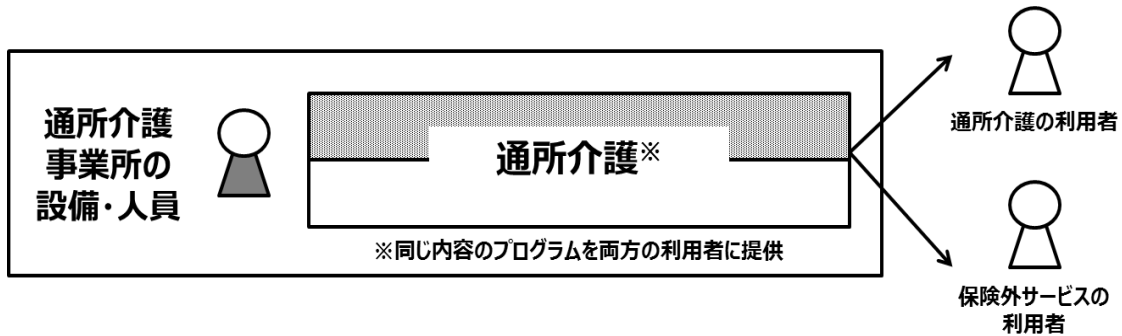 通所介護
事業所の
設備・人員
通所介護※
※同じ内容のプログラムを両方の利用者に提供
通所介護の利用者
保険外サービスの
利用者